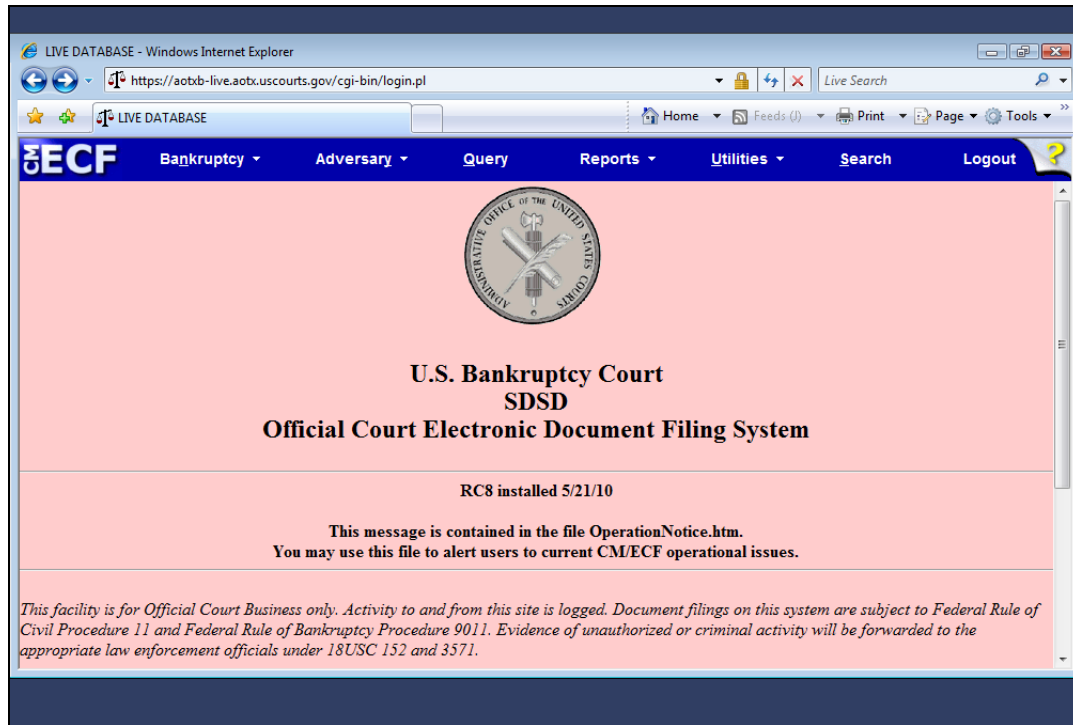 LIVE DATABASE - Windows Internet Explorer
https://aotxb-live.aotx.uscourts.gov/cgi-bin/login.pl
Live Search
LIVE DATABASE
Home
Feeds (J)
Print
Page
Tools
CM
ECF
Bankruptcy
Adversary
Query
Reports
Utilities
Search
Logout
?
ADMINISTRATIVE OFFICE OF THE UNITED STATES COURTS
U.S. Bankruptcy Court
SDSD
Official Court Electronic Document Filing System
RC8 installed 5/21/10
This message is contained in the file OperationNotice.htm.
You may use this file to alert users to current CM/ECF operational issues.
This facility is for Official Court Business only. Activity to and from this site is logged. Document filings on this system are subject to Federal Rule of
Civil Procedure 11 and Federal Rule of Bankruptcy Procedure 9011. Evidence of unauthorized or criminal activity will be forwarded to the
appropriate law enforcement officials under 18USC 152 and 3571.